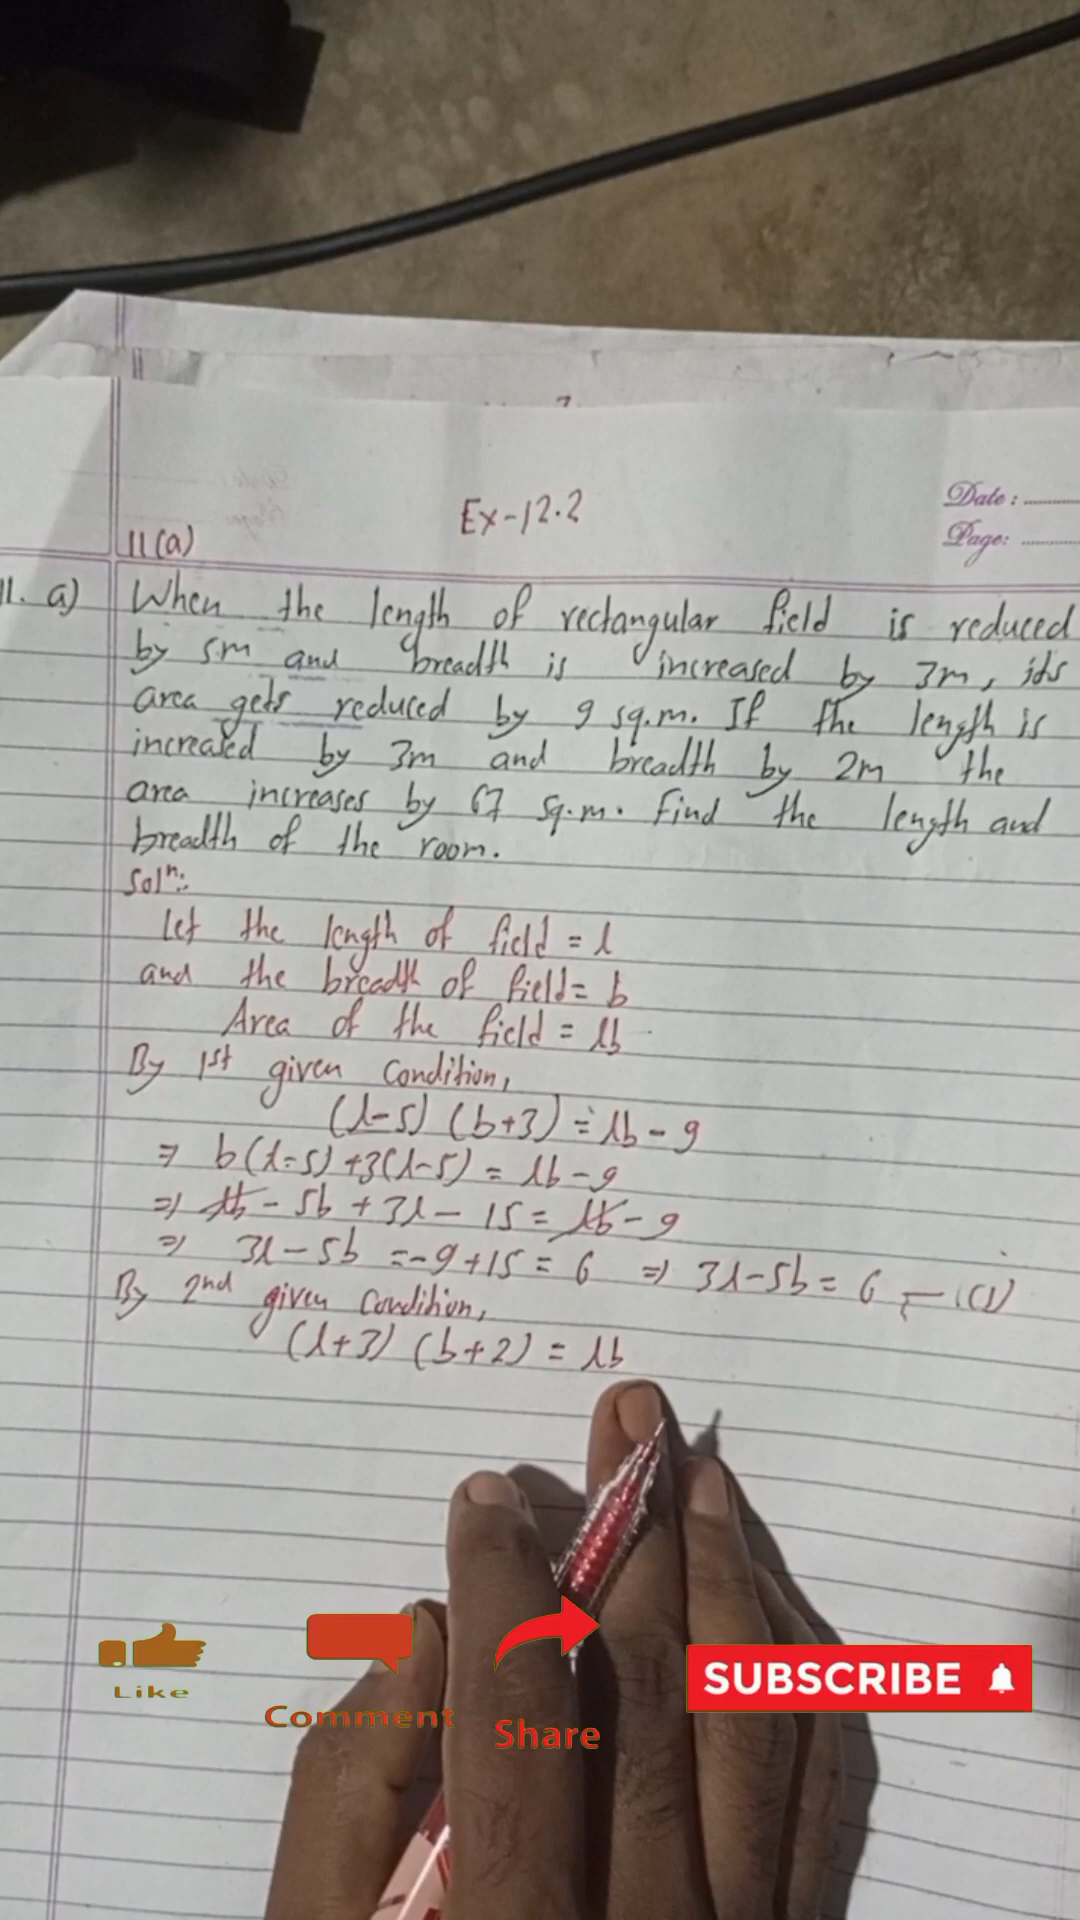 Ex-12.2
Date :
Page:
11(a)
11. a) When the length of rectangular field is reduced
by 5m and breadth is increased by 3m, its
area gets reduced by 9 sq.m. If the length is
increased by 3m and breadth by 2m the
area increases by 67 sq.m. Find the length and
breadth of the room.
Solⁿ:
Let the length of field = l
and the breadth of field = b
Area of the field = lb
By 1st given condition,
(l-5) (b+3) = lb - 9
⇒ b(l-5) +3(l-5) = lb - 9
⇒ lb - 5b + 3l - 15 = lb - 9
⇒ 3l - 5b = -9 + 15 = 6 ⇒ 3l - 5b = 6 — (1)
By 2nd given condition,
(l+3) (b+2) = lb
Like
Comment
Share
SUBSCRIBE